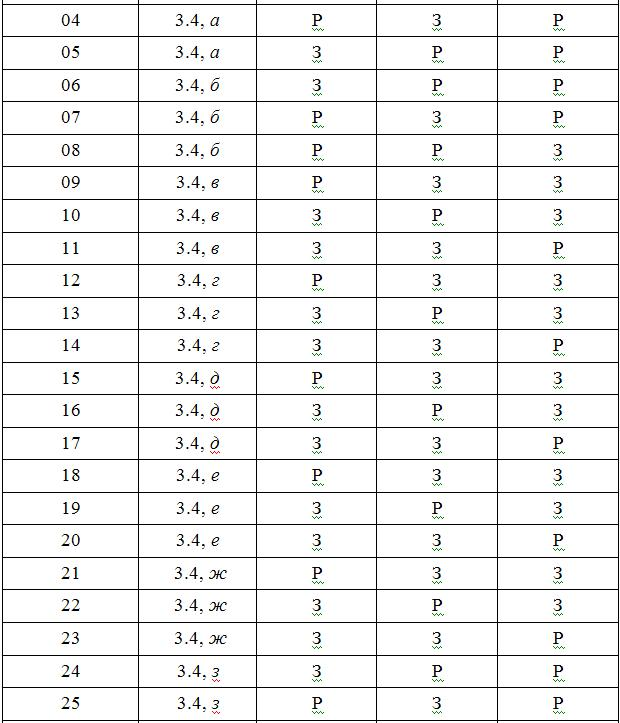 04 3.4, а Р З Р
05 3.4, а З Р Р
06 3.4, б З Р Р
07 3.4, б Р З Р
08 3.4, б Р Р З
09 3.4, в Р З З
10 3.4, в З Р З
11 3.4, в З З Р
12 3.4, г Р З З
13 3.4, г З Р З
14 3.4, г З З Р
15 3.4, д Р З З
16 3.4, д З Р З
17 3.4, д З З Р
18 3.4, е Р З З
19 3.4, е З Р З
20 3.4, е З З Р
21 3.4, ж Р З З
22 3.4, ж З Р З
23 3.4, ж З З Р
24 3.4, з З Р Р
25 3.4, з Р З Р